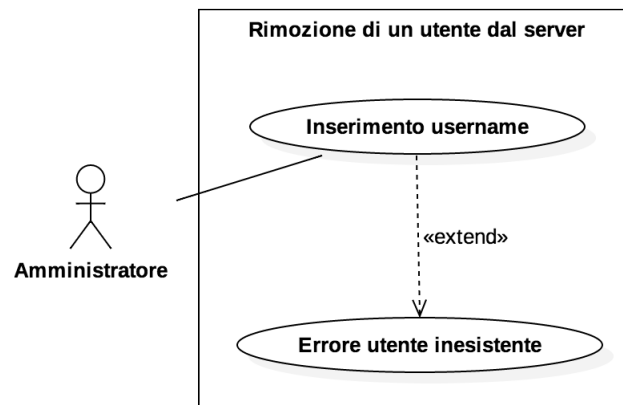 Rimozione di un utente dal server
Inserimento username
«extend»
Amministratore
Errore utente inesistente